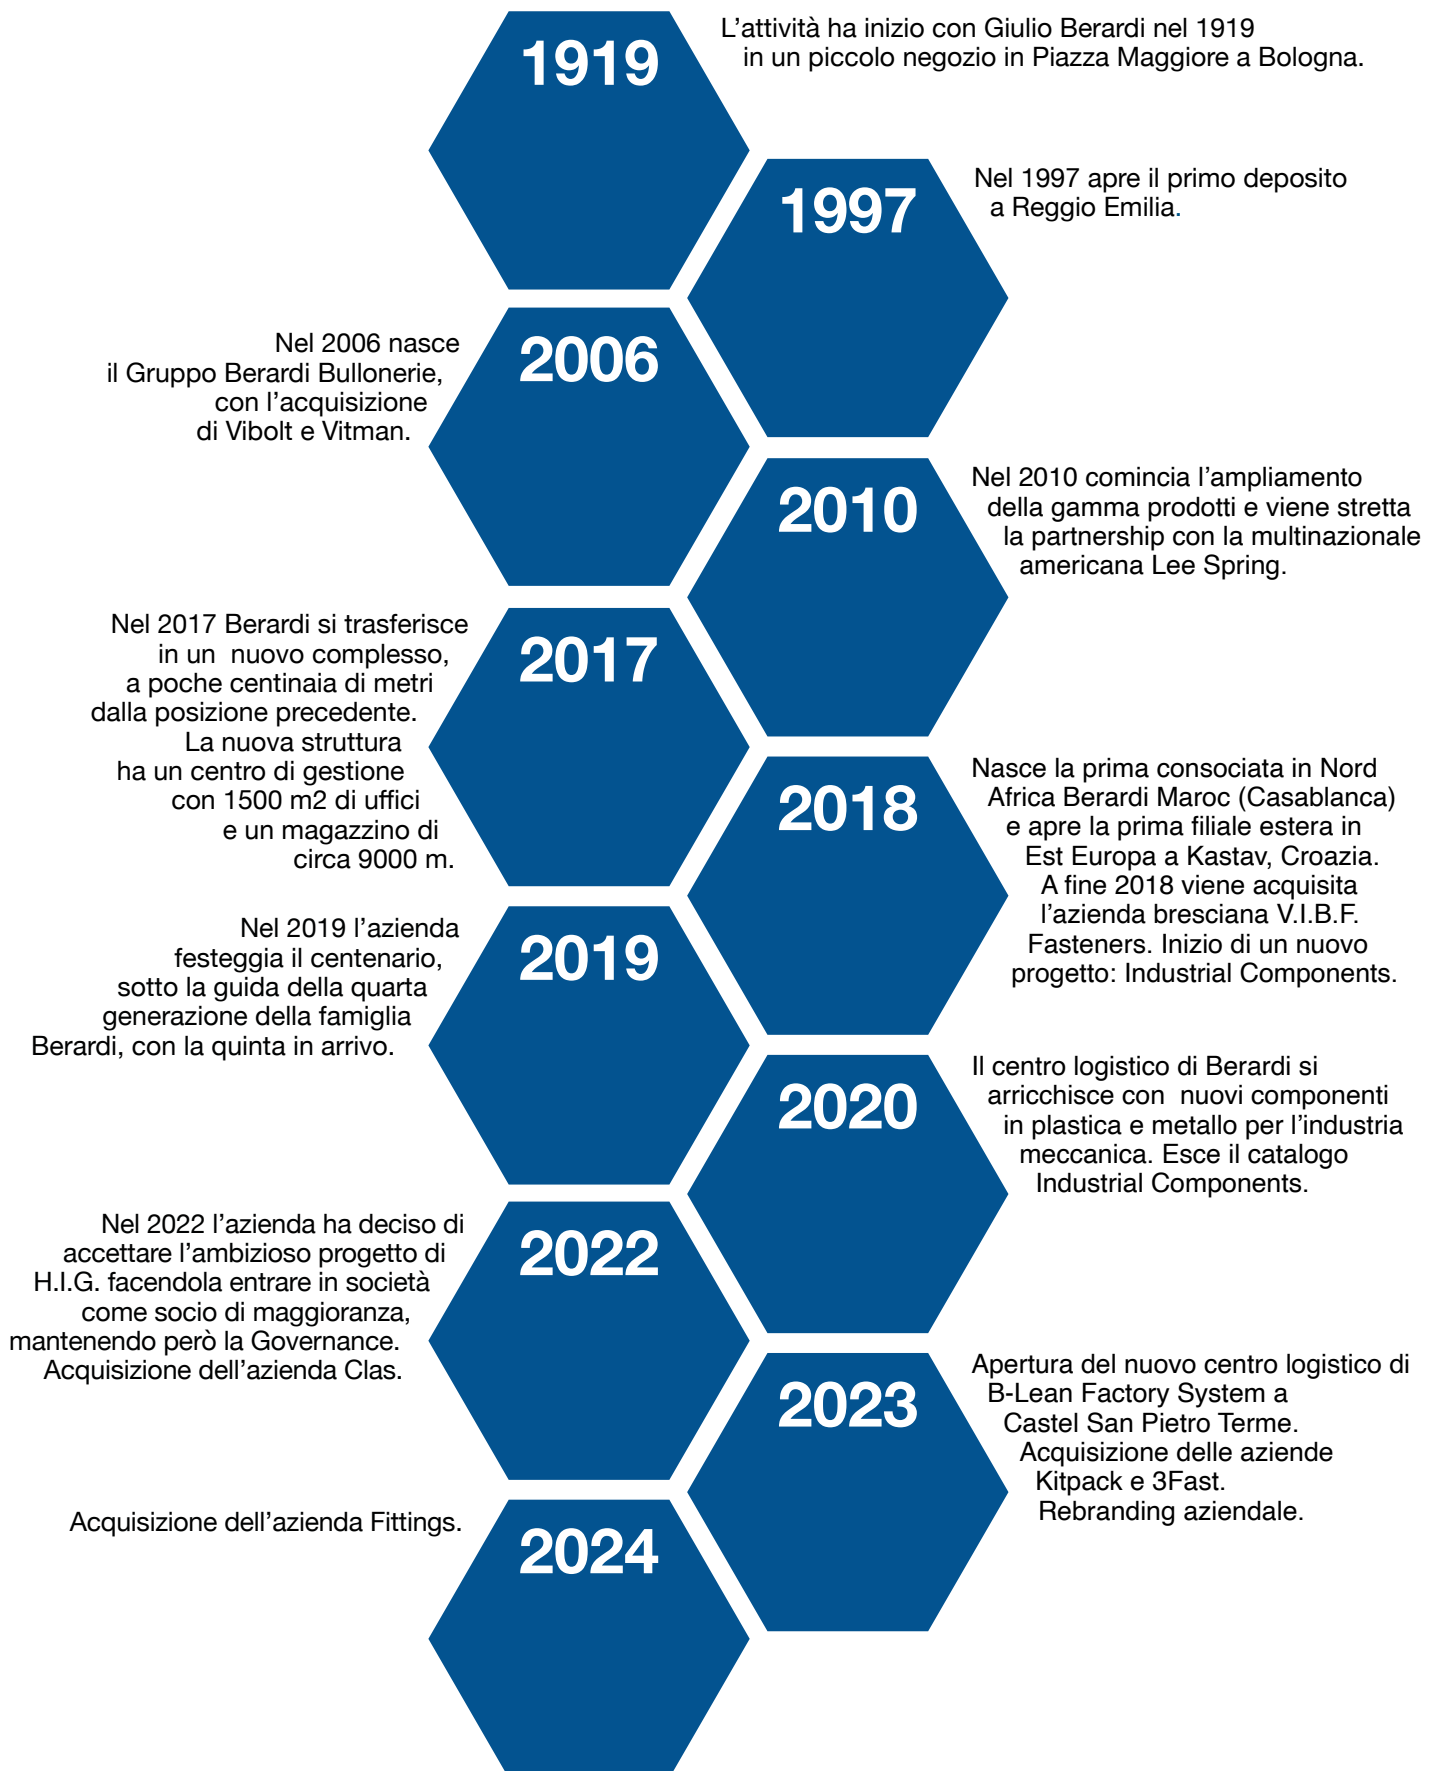 1919
L’attività ha inizio con Giulio Berardi nel 1919
in un piccolo negozio in Piazza Maggiore a Bologna.
1997
Nel 1997 apre il primo deposito
a Reggio Emilia.
2006
Nel 2006 nasce
il Gruppo Berardi Bullonerie,
con l’acquisizione
di Vibolt e Vitman.
2010
Nel 2010 comincia l’ampliamento
della gamma prodotti e viene stretta
la partnership con la multinazionale
americana Lee Spring.
2017
Nel 2017 Berardi si trasferisce
in un  nuovo complesso,
a poche centinaia di metri
dalla posizione precedente.
La nuova struttura
ha un centro di gestione
con 1500 m2 di uffici
e un magazzino di
circa 9000 m.
2018
Nasce la prima consociata in Nord
Africa Berardi Maroc (Casablanca)
e apre la prima filiale estera in
Est Europa a Kastav, Croazia.
A fine 2018 viene acquisita
l’azienda bresciana V.I.B.F.
Fasteners. Inizio di un nuovo
progetto: Industrial Components.
2019
Nel 2019 l’azienda
festeggia il centenario,
sotto la guida della quarta
generazione della famiglia
Berardi, con la quinta in arrivo.
2020
Il centro logistico di Berardi si
arricchisce con  nuovi componenti
in plastica e metallo per l’industria
meccanica. Esce il catalogo
Industrial Components.
2022
Nel 2022 l’azienda ha deciso di
accettare l’ambizioso progetto di
H.I.G. facendola entrare in società
come socio di maggioranza,
mantenendo però la Governance.
Acquisizione dell’azienda Clas.
2023
Apertura del nuovo centro logistico di
B-Lean Factory System a
Castel San Pietro Terme.
Acquisizione delle aziende
Kitpack e 3Fast.
Rebranding aziendale.
2024
Acquisizione dell’azienda Fittings.